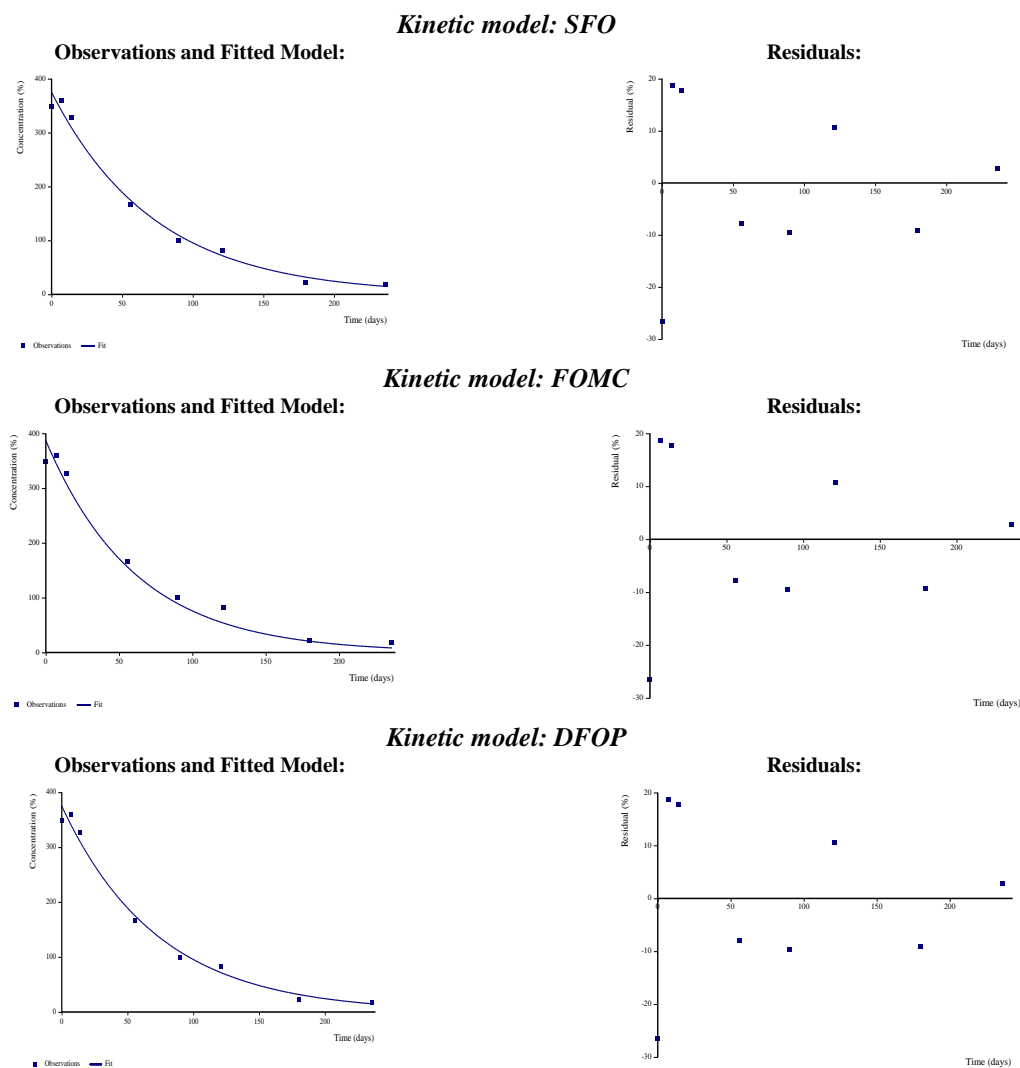 Kinetic model: SFO
Observations and Fitted Model:
Residuals:
Concentration (%)
400
300
200
100
0
0 50 100 150 200
Time (days)
Observations Fit
Residual (%)
20
10
0
-10
-20
-30
50 100 150 200
Time (days)
Kinetic model: FOMC
Observations and Fitted Model:
Residuals:
Concentration (%)
400
300
200
100
0
0 50 100 150 200
Time (days)
Observations Fit
Residual (%)
20
10
0
-10
-20
-30
0 50 100 150 200
Time (days)
Kinetic model: DFOP
Observations and Fitted Model:
Residuals:
Concentration (%)
400
300
200
100
0
0 50 100 150 200
Time (days)
Observations Fit
Residual (%)
20
10
0
-10
-20
-30
0 50 100 150 200
Time (days)